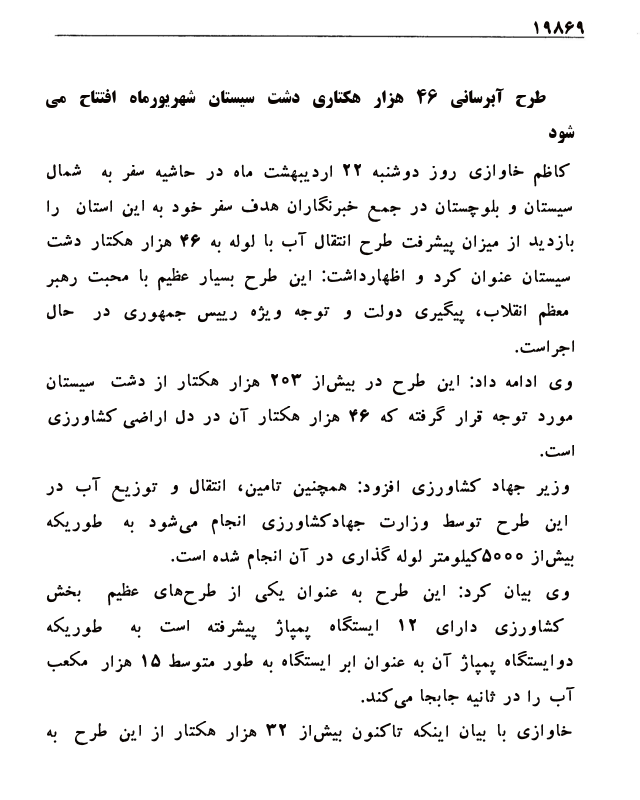 ۱۹۸۶۹
طرح آبرسانی ۴۶ هزار هکتاری دشت سیستان شهریورماه افتتاح می
شود
کاظم خاوازی روز دوشنبه ۲۲ اردیبهشت ماه در حاشیه سفر به شمال
سیستان و بلوچستان در جمع خبرنگاران هدف سفر خود به این استان را
بازدید از میزان پیشرفت طرح انتقال آب با لوله به ۴۶ هزار هکتار دشت
سیستان عنوان کرد و اظهارداشت: این طرح بسیار عظیم با محبت رهبر
معظم انقلاب، پیگیری دولت و توجه ویژه رییس جمهوری در حال
اجراست.
وی ادامه داد: این طرح در بیش‌از ۲۰۳ هزار هکتار از دشت سیستان
مورد توجه قرار گرفته که ۴۶ هزار هکتار آن در دل اراضی کشاورزی
است.
وزیر جهاد کشاورزی افزود: همچنین تامین، انتقال و توزیع آب در
این طرح توسط وزارت جهادکشاورزی انجام می‌شود به طوریکه
بیش‌از ۵۰۰۰کیلومتر لوله گذاری در آن انجام شده است.
وی بیان کرد: این طرح به عنوان یکی از طرح‌های عظیم بخش
کشاورزی دارای ۱۲ ایستگاه پمپاژ پیشرفته است به طوریکه
دوایستگاه پمپاژ آن به عنوان ابر ایستگاه به طور متوسط ۱۵ هزار مکعب
آب را در ثانیه جابجا می‌کند.
خاوازی با بیان اینکه تاکنون بیش‌از ۳۲ هزار هکتار از این طرح به